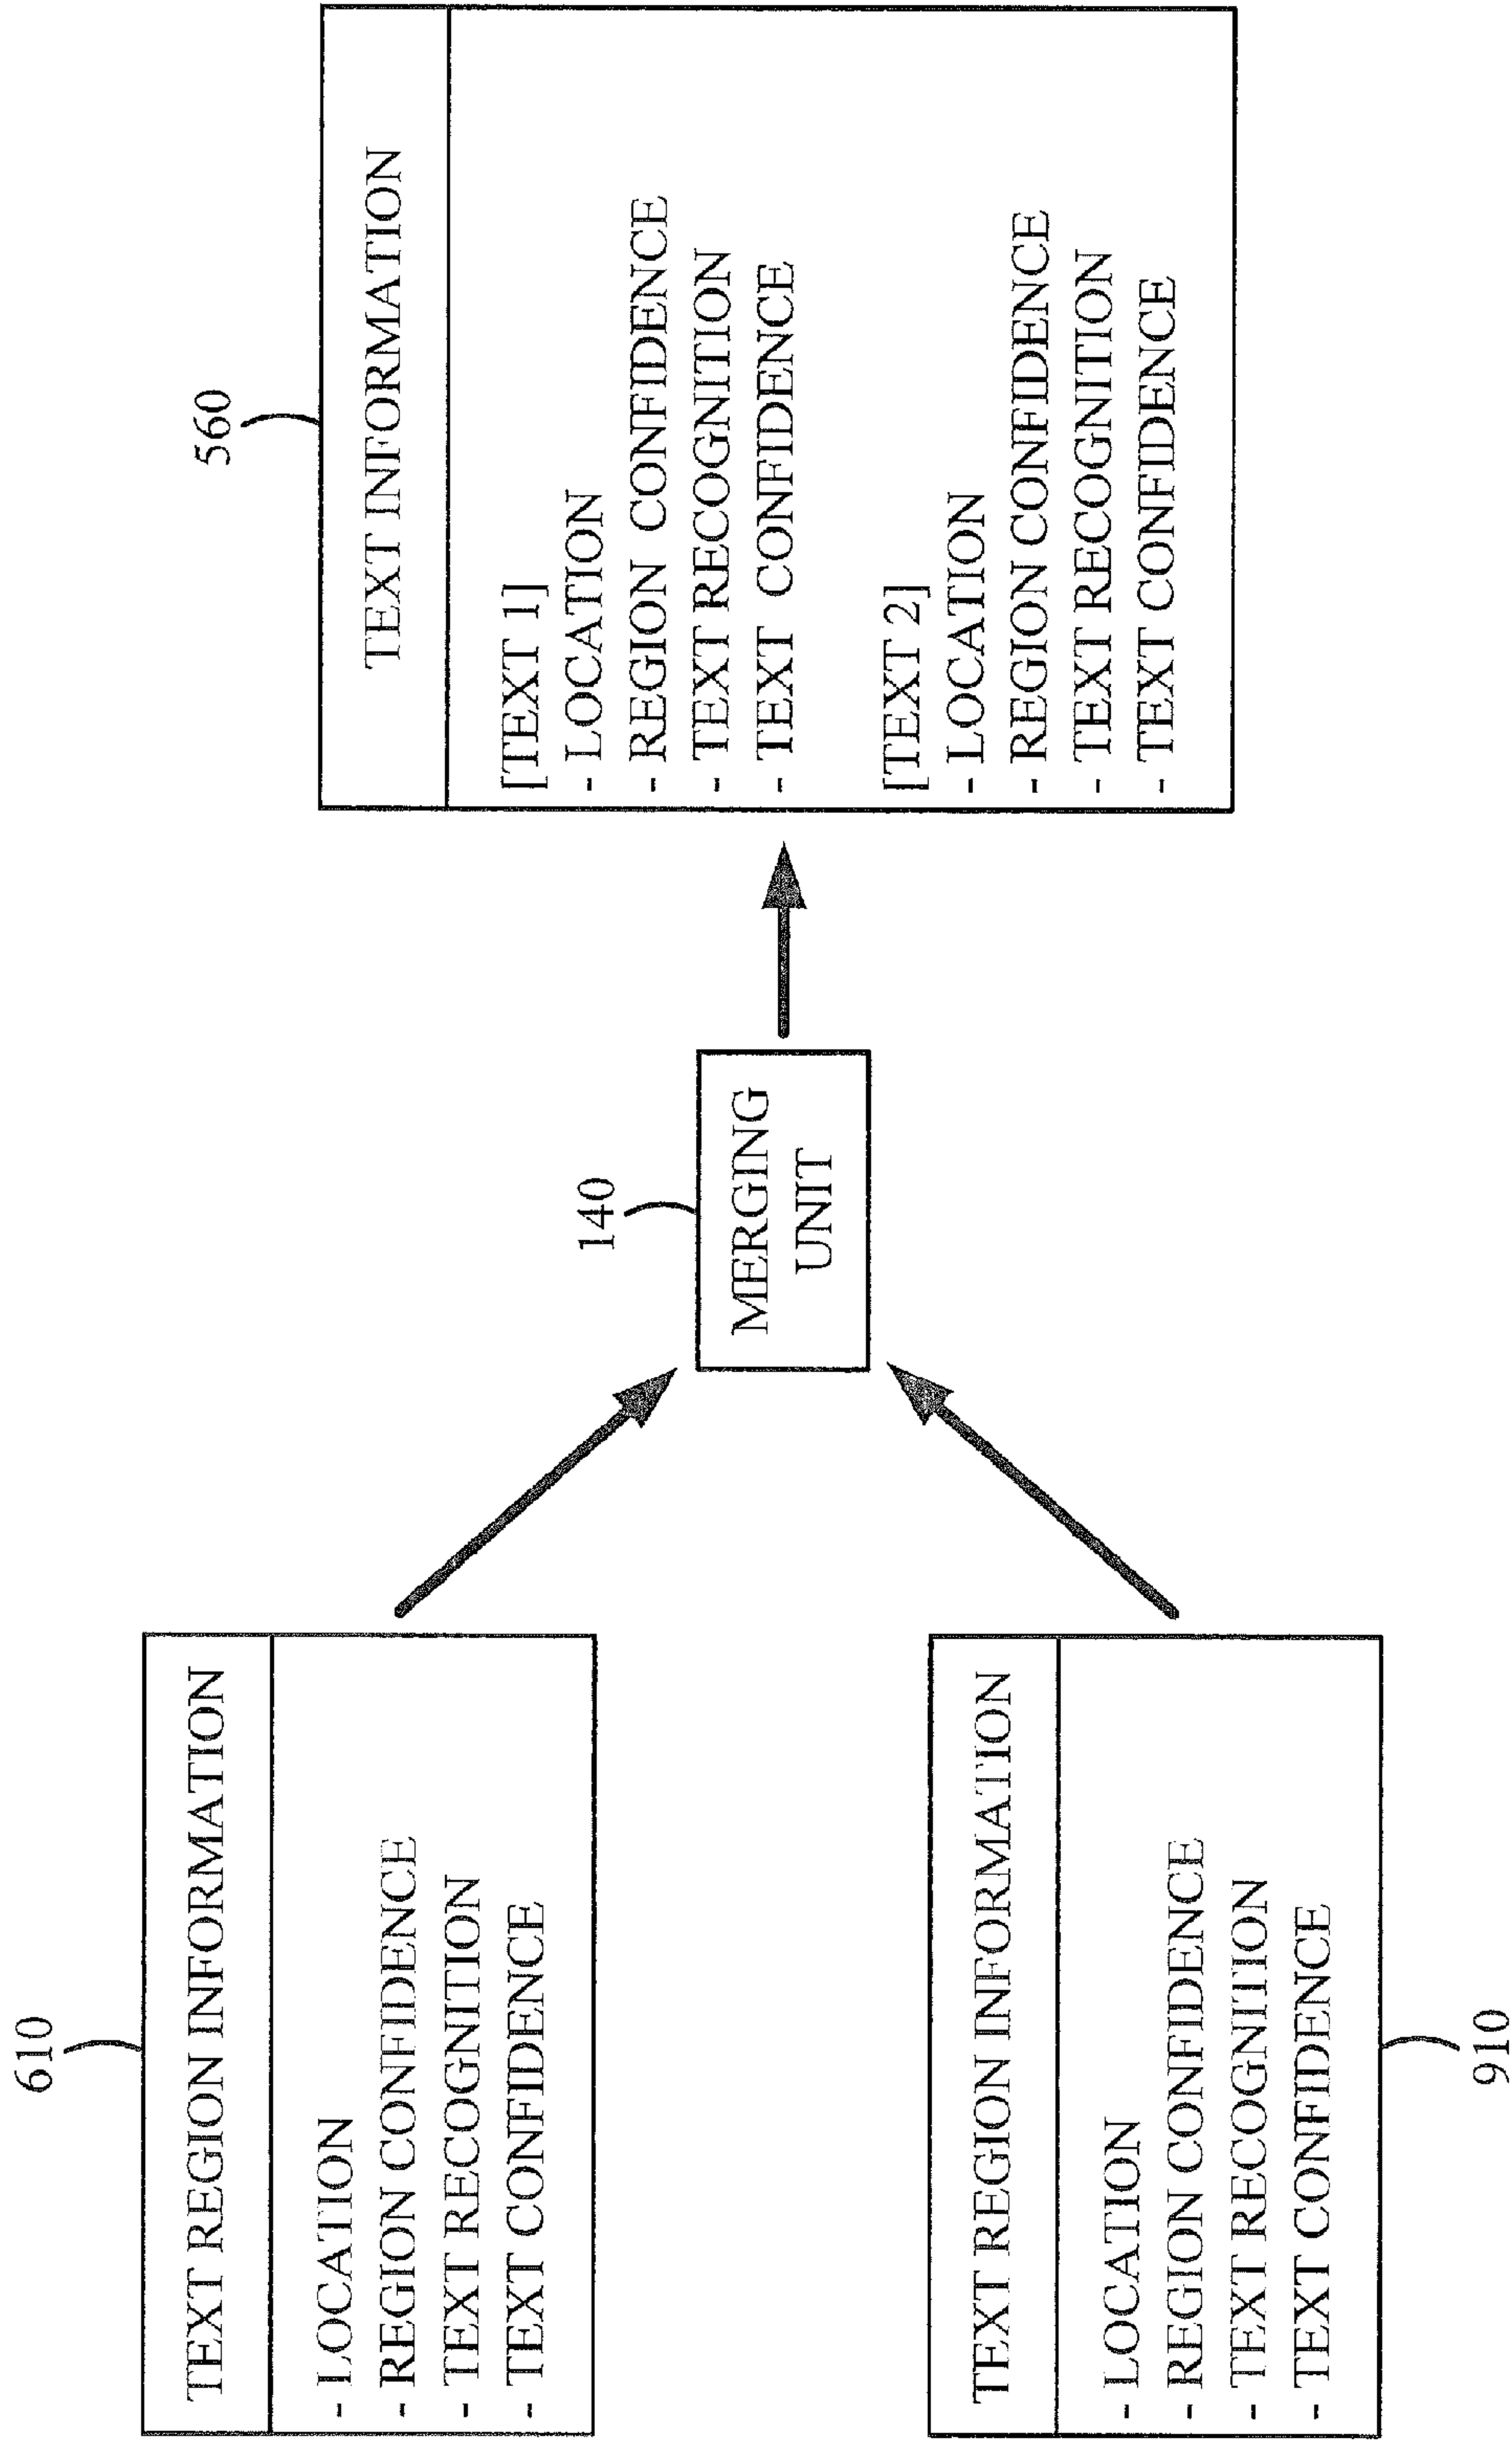 610
TEXT REGION INFORMATION
- LOCATION
- REGION CONFIDENCE
- TEXT RECOGNITION
- TEXT CONFIDENCE
TEXT REGION INFORMATION
- LOCATION
- REGION CONFIDENCE
- TEXT RECOGNITION
- TEXT CONFIDENCE
910
140
MERGING
UNIT
560
TEXT INFORMATION
[TEXT 1]
- LOCATION
- REGION CONFIDENCE
- TEXT RECOGNITION
- TEXT CONFIDENCE
[TEXT 2]
- LOCATION
- REGION CONFIDENCE
- TEXT RECOGNITION
- TEXT CONFIDENCE